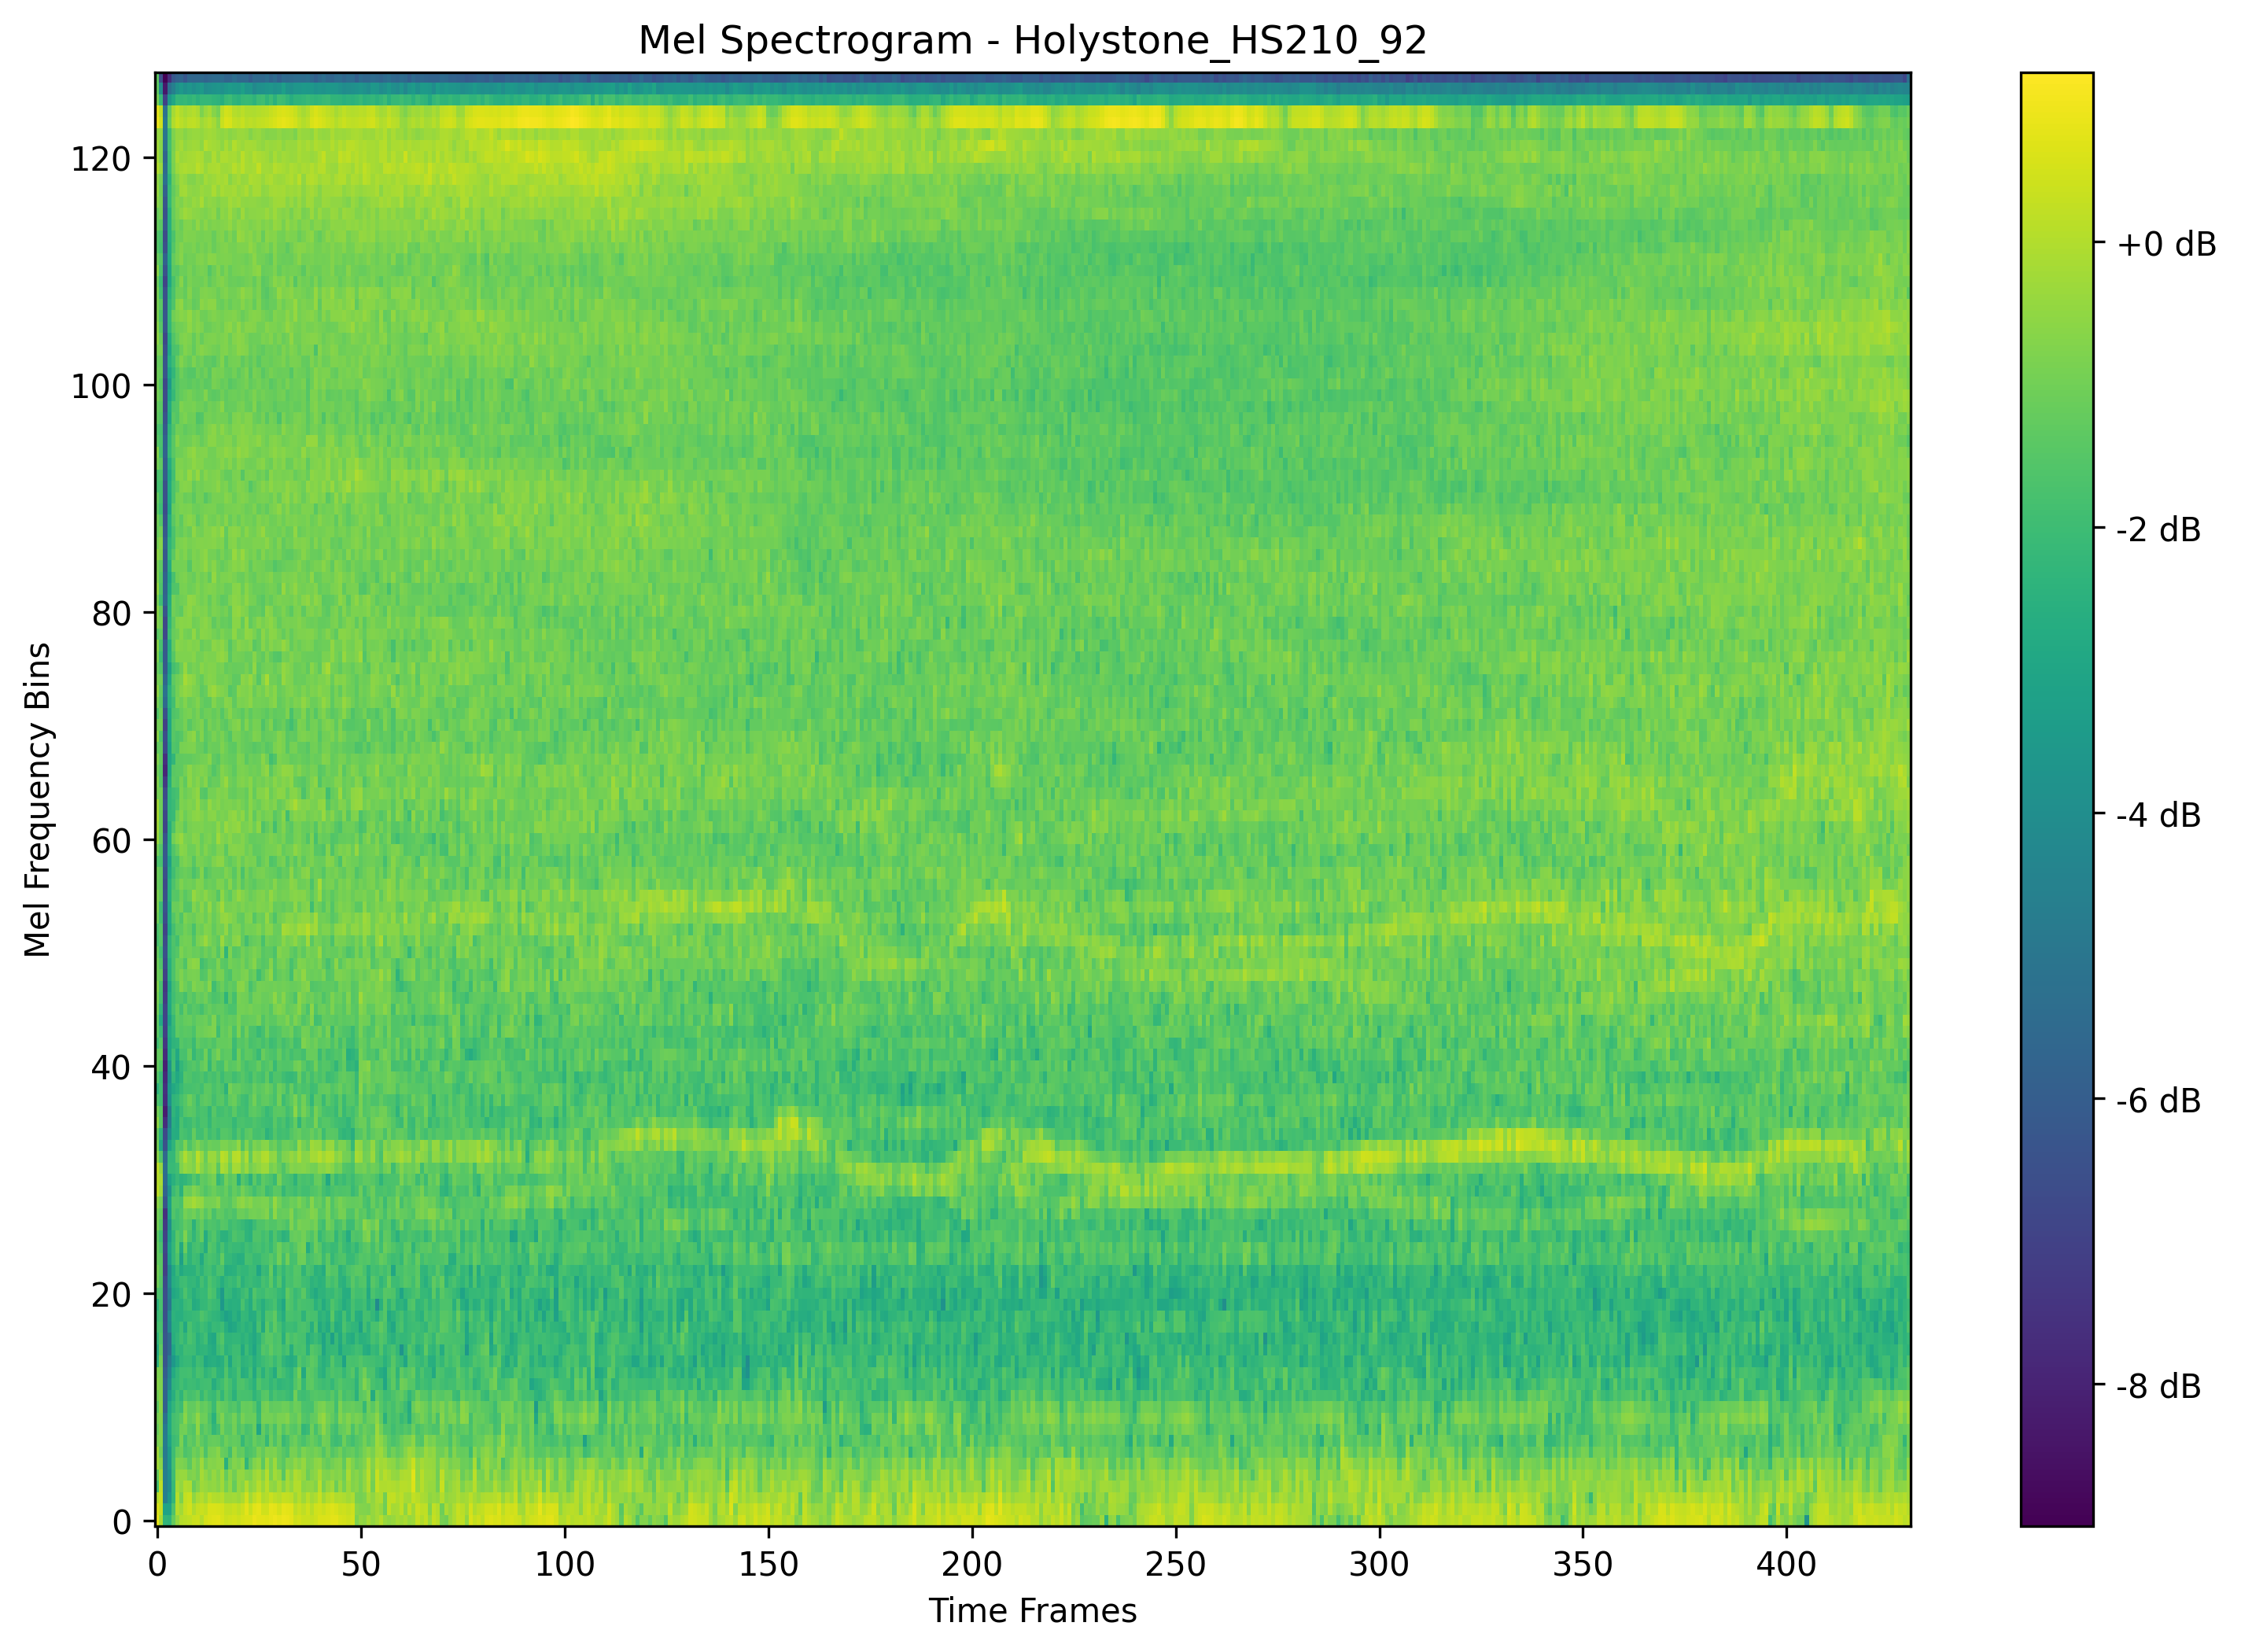 Mel Spectrogram - Holystone_HS210_92
Mel Frequency Bins
120
100
80
60
40
20
0
0 50 100 150 200 250 300 350 400
Time Frames
+0 dB
-2 dB
-4 dB
-6 dB
-8 dB